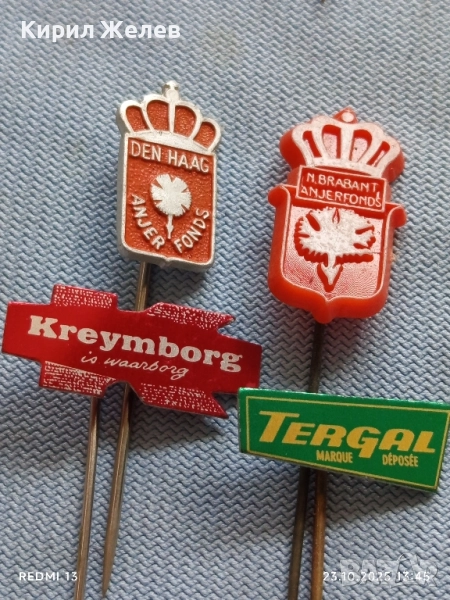 Кирил Желев
DEN HAAG
ANJER FONDS
N. BRABANT
ANJERFONDS
Kreymborg
is waarborg
TERGAL
MARQUE DÉPOSÉE
REDMI 13
23.10.2025 13:45